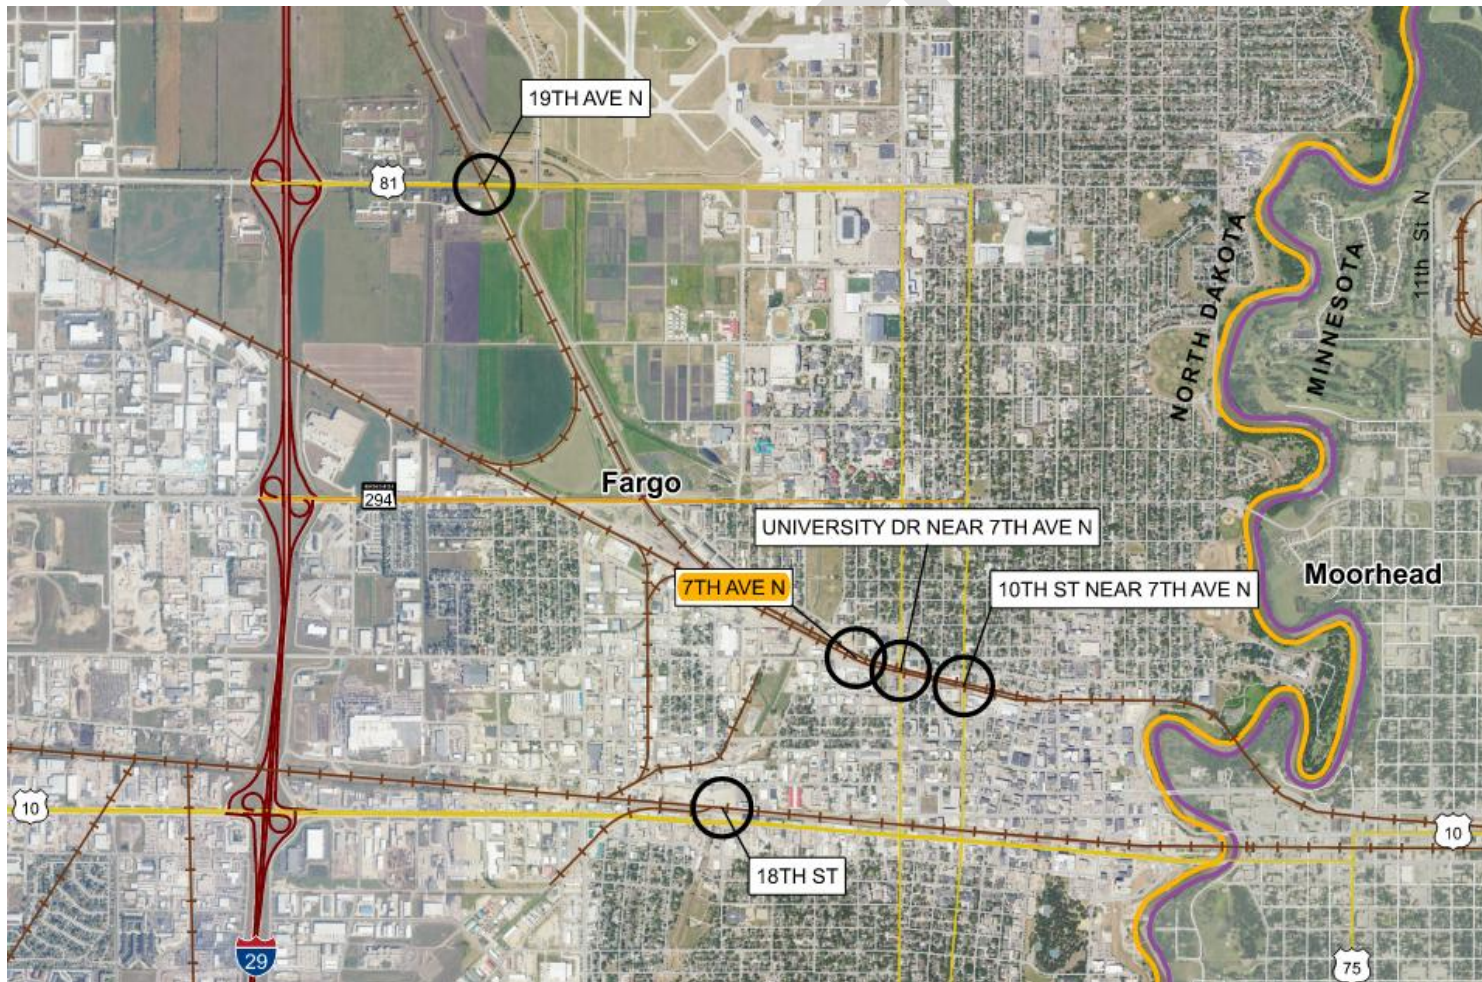 19TH AVE N
81
NORTH DAKOTA
MINNESOTA
11th St N
Fargo
294
UNIVERSITY DR NEAR 7TH AVE N
7TH AVE N
10TH ST NEAR 7TH AVE N
Moorhead
10
10
18TH ST
29
75